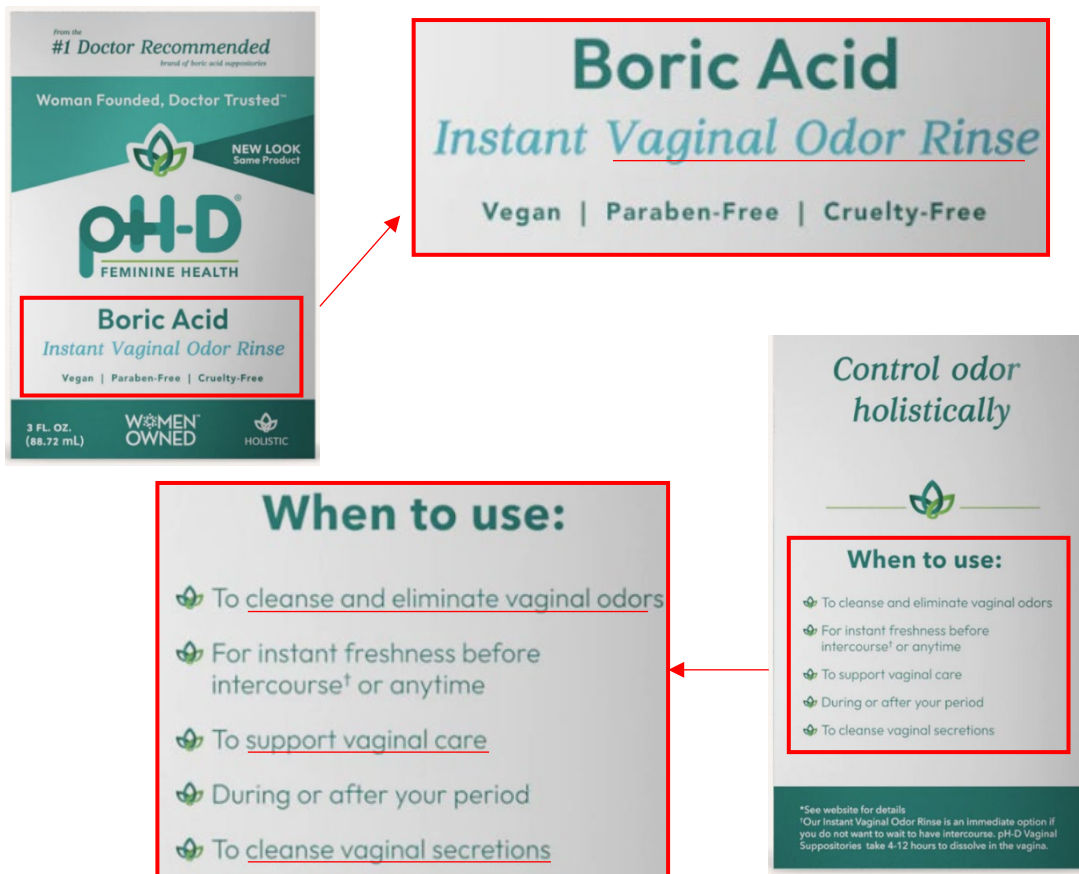 From the
#1 Doctor Recommended
brand of boric acid suppositories
Woman Founded, Doctor Trusted™
NEW LOOK
Same Product
pH-D®
FEMININE HEALTH
Boric Acid
Instant Vaginal Odor Rinse
Vegan | Paraben-Free | Cruelty-Free
3 FL. OZ.
(88.72 mL)
WOMEN™
OWNED
HOLISTIC
Boric Acid
Instant Vaginal Odor Rinse
Vegan | Paraben-Free | Cruelty-Free
Control odor
holistically
When to use:
To cleanse and eliminate vaginal odors
For instant freshness before
intercourse† or anytime
To support vaginal care
During or after your period
To cleanse vaginal secretions
*See website for details
†Our Instant Vaginal Odor Rinse is an immediate option if
you do not want to wait to have intercourse. pH-D Vaginal
Suppositories take 4-12 hours to dissolve in the vagina.
When to use:
To cleanse and eliminate vaginal odors
For instant freshness before
intercourse† or anytime
To support vaginal care
During or after your period
To cleanse vaginal secretions